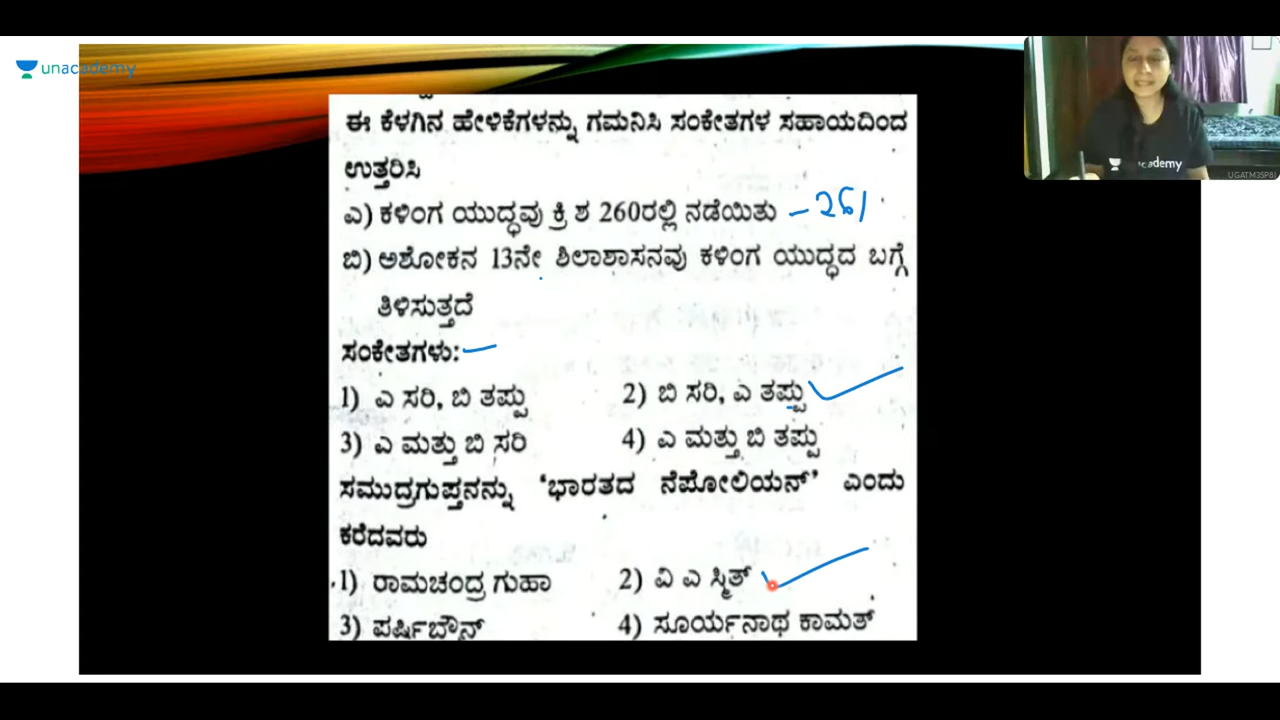 unacademy
ಈ ಕೆಳಗಿನ ಹೇಳಿಕೆಗಳನ್ನು ಗಮನಿಸಿ ಸಂಕೇತಗಳ ಸಹಾಯದಿಂದ
ಉತ್ತರಿಸಿ
ಎ) ಕಳಿಂಗ ಯುದ್ಧವು ಕ್ರಿ ಶ 260ರಲ್ಲಿ ನಡೆಯಿತು – 261
ಬಿ) ಅಶೋಕನ 13ನೇ ಶಿಲಾಶಾಸನವು ಕಳಿಂಗ ಯುದ್ಧದ ಬಗ್ಗೆ
ತಿಳಿಸುತ್ತದೆ
ಸಂಕೇತಗಳು:
1) ಎ ಸರಿ, ಬಿ ತಪ್ಪು 2) ಬಿ ಸರಿ, ಎ ತಪ್ಪು
3) ಎ ಮತ್ತು ಬಿ ಸರಿ 4) ಎ ಮತ್ತು ಬಿ ತಪ್ಪು
ಸಮುದ್ರಗುಪ್ತನನ್ನು 'ಭಾರತದ ನೆಪೋಲಿಯನ್' ಎಂದು
ಕರೆದವರು
1) ರಾಮಚಂದ್ರ ಗುಹಾ 2) ವಿ ಎ ಸ್ಮಿತ್
3) ಪರ್ಷಿಬ್ರೌನ್ 4) ಸೂರ್ಯನಾಥ ಕಾಮತ್
unacademy
UGATM3SP8J